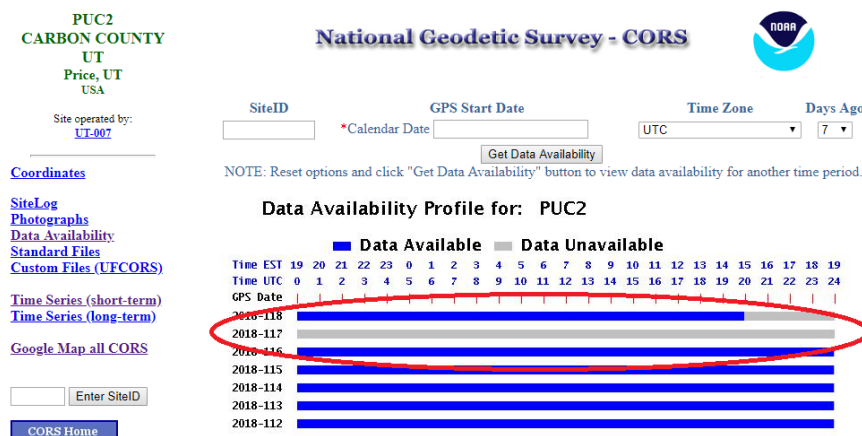 PUC2
CARBON COUNTY
UT
Price, UT
USA
Site operated by:
UT-007
Coordinates
SiteLog
Photographs
Data Availability
Standard Files
Custom Files (UFCORS)
Time Series (short-term)
Time Series (long-term)
Google Map all CORS
Enter SiteID
CORS Home
National Geodetic Survey - CORS
NOAA
SiteID GPS Start Date Time Zone Days Ago
*Calendar Date UTC 7
Get Data Availability
NOTE: Reset options and click "Get Data Availability" button to view data availability for another time period.
Data Availability Profile for: PUC2
Data Available Data Unavailable
Time EST 19 20 21 22 23 0 1 2 3 4 5 6 7 8 9 10 11 12 13 14 15 16 17 18 19
Time UTC 0 1 2 3 4 5 6 7 8 9 10 11 12 13 14 15 16 17 18 19 20 21 22 23 24
GPS Date
2018-118
2018-117
2018-116
2018-115
2018-114
2018-113
2018-112